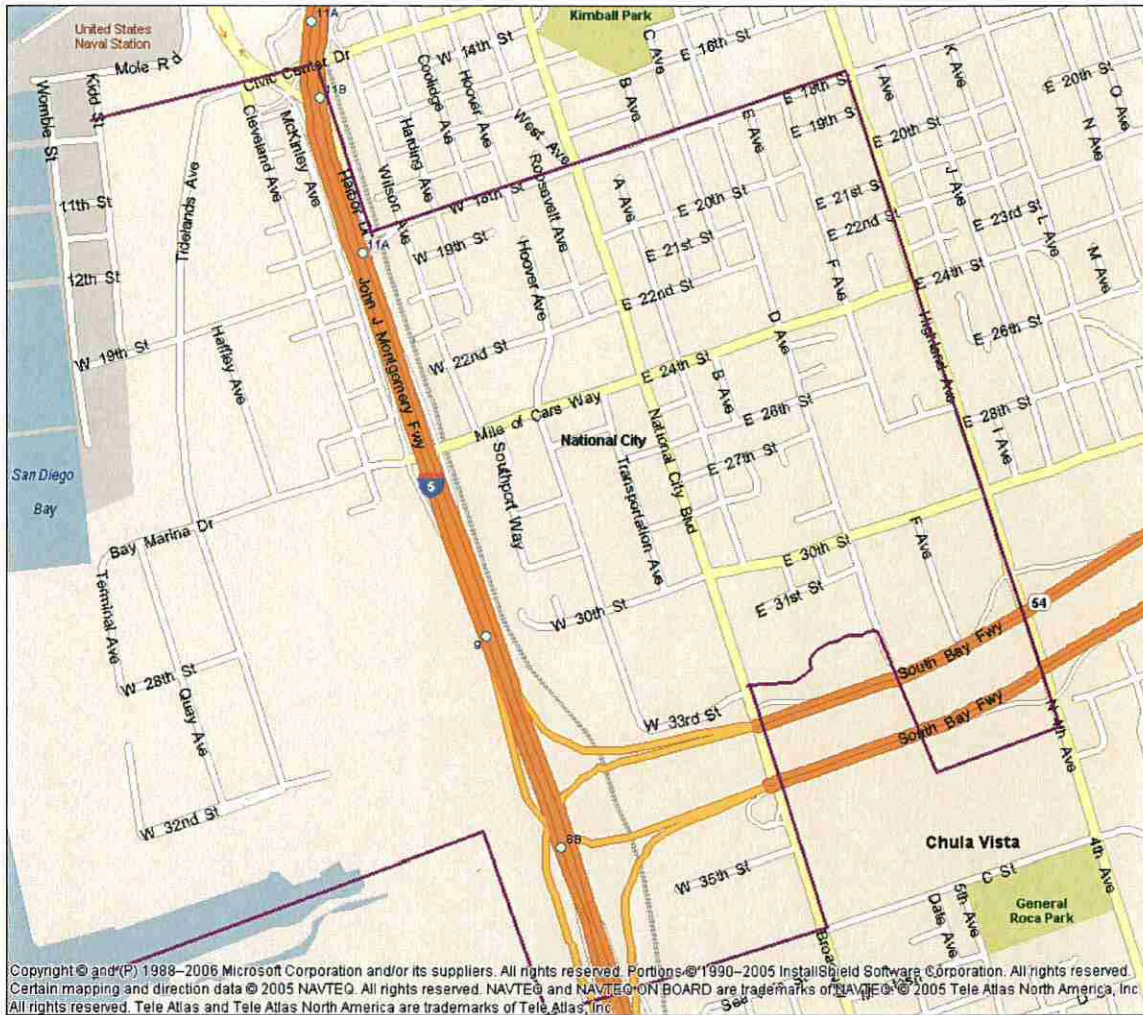 11A
Kimball Park
United States
Naval Station
Mole Rd
Civic Center Dr
W 14th St
C Ave
E 16th St
I Ave
K Ave
E 20th St
O Ave
Womble St
Kidd St
11B
Coolidge Ave
Hoover Ave
West Ave
B Ave
E 18th St
E 19th St
E Ave
E 20th St
N Ave
Cleveland Ave
McKinley Ave
Harbor Dr
Wilson Ave
Harding Ave
W 18th St
Roosevelt Ave
A Ave
E 20th St
E 21st St
E 22nd St
J Ave
E 23rd St
L Ave
M Ave
11th St
Tidelands Ave
12th St
11A
W 19th St
Hoover Ave
E 21st St
E 22nd St
F Ave
E 24th St
W 19th St
Haffley Ave
John J Montgomery Fwy
W 22nd St
E 24th St
D Ave
Highland Ave
E 26th St
Mile of Cars Way
B Ave
E 26th St
E 28th St
I Ave
National City
National City Blvd
E 27th St
San Diego
Bay
5
Southport Way
Transportation Ave
Bay Marina Dr
Terminal Ave
E 30th St
F Ave
W 30th St
E 31st St
54
9
W 28th St
Quay Ave
South Bay Fwy
W 33rd St
South Bay Fwy
N 4th Ave
W 32nd St
8B
Chula Vista
W 35th St
C St
4th Ave
5th Ave
Date Ave
General
Roca Park
Copyright © and (P) 1988–2006 Microsoft Corporation and/or its suppliers. All rights reserved. Portions © 1990–2005 InstallShield Software Corporation. All rights reserved.
Certain mapping and direction data © 2005 NAVTEQ. All rights reserved. NAVTEQ and NAVTEQ ON BOARD are trademarks of NAVTEQ. © 2005 Tele Atlas North America, Inc.
All rights reserved. Tele Atlas and Tele Atlas North America are trademarks of Tele Atlas, Inc.